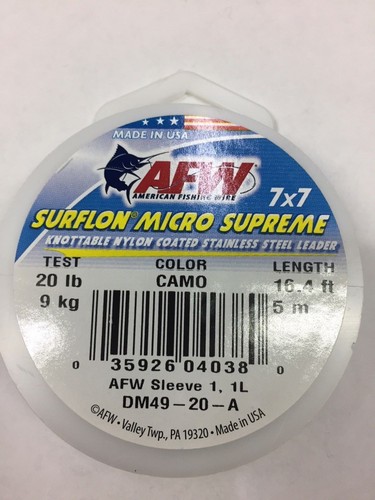 MADE IN USA
AFW
AMERICAN FISHING WIRE
7x7
SURFLON® MICRO SUPREME
KNOTTABLE NYLON COATED STAINLESS STEEL LEADER
TEST COLOR LENGTH
20 lb CAMO 16.4 ft
9 kg 5 m
0 35926 04038 0
AFW Sleeve 1, 1L
DM49-20-A
©AFW • Valley Twp., PA 19320 • Made in USA